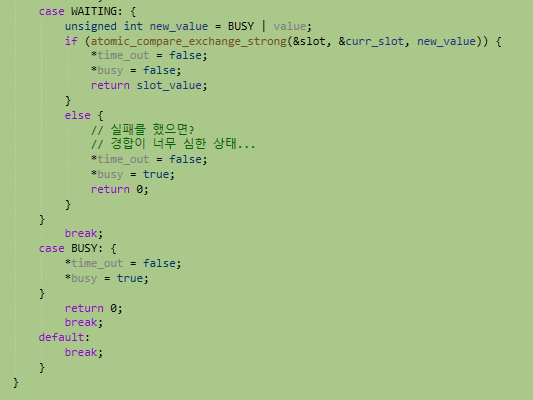 case WAITING: {
unsigned int new_value = BUSY | value;
if (atomic_compare_exchange_strong(&slot, &curr_slot, new_value)) {
*time_out = false;
*busy = false;
return slot_value;
}
else {
// 실패를 했으면?
// 경합이 너무 심한 상태...
*time_out = false;
*busy = true;
return 0;
}
}
break;
case BUSY: {
*time_out = false;
*busy = true;
}
return 0;
break;
default:
break;
}
}